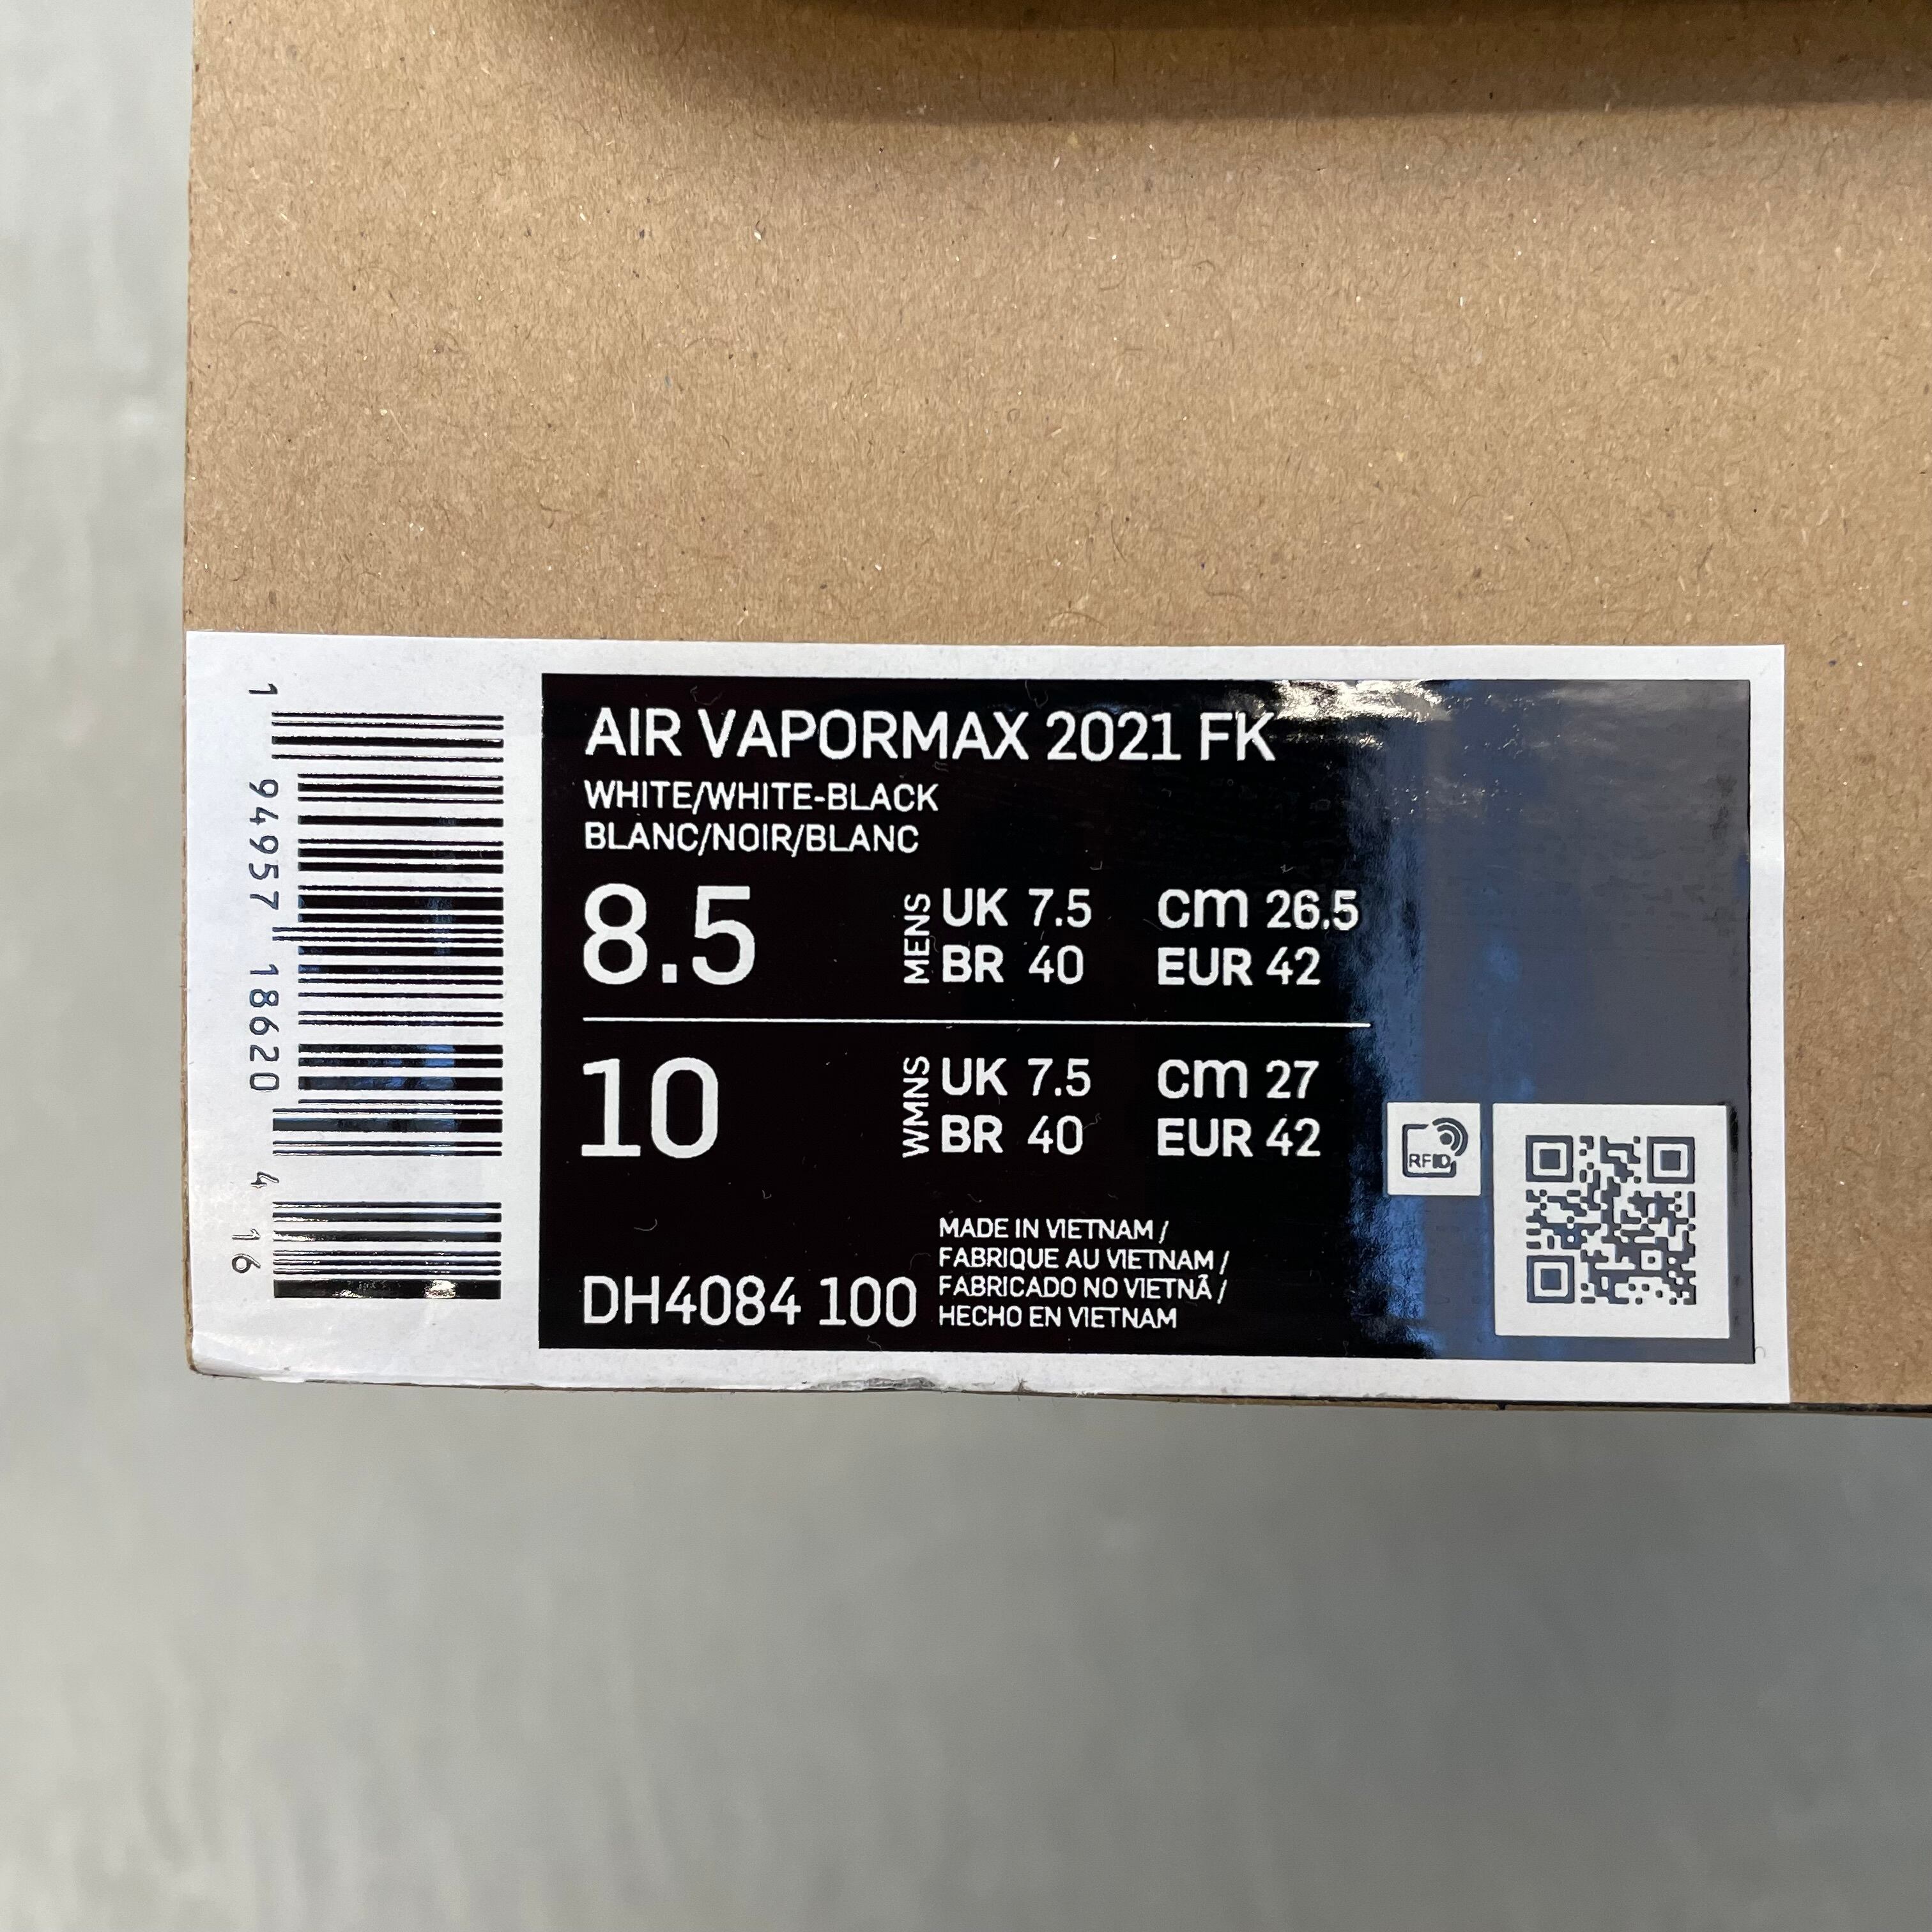 1 94957 18620 4 16
AIR VAPORMAX 2021 FK
WHITE/WHITE-BLACK
BLANC/NOIR/BLANC
8.5 MENS UK 7.5 cm 26.5
BR 40 EUR 42
10 WMNS UK 7.5 cm 27
BR 40 EUR 42
RFID
MADE IN VIETNAM /
FABRIQUE AU VIETNAM /
FABRICADO NO VIETNÃ /
HECHO EN VIETNAM
DH4084 100